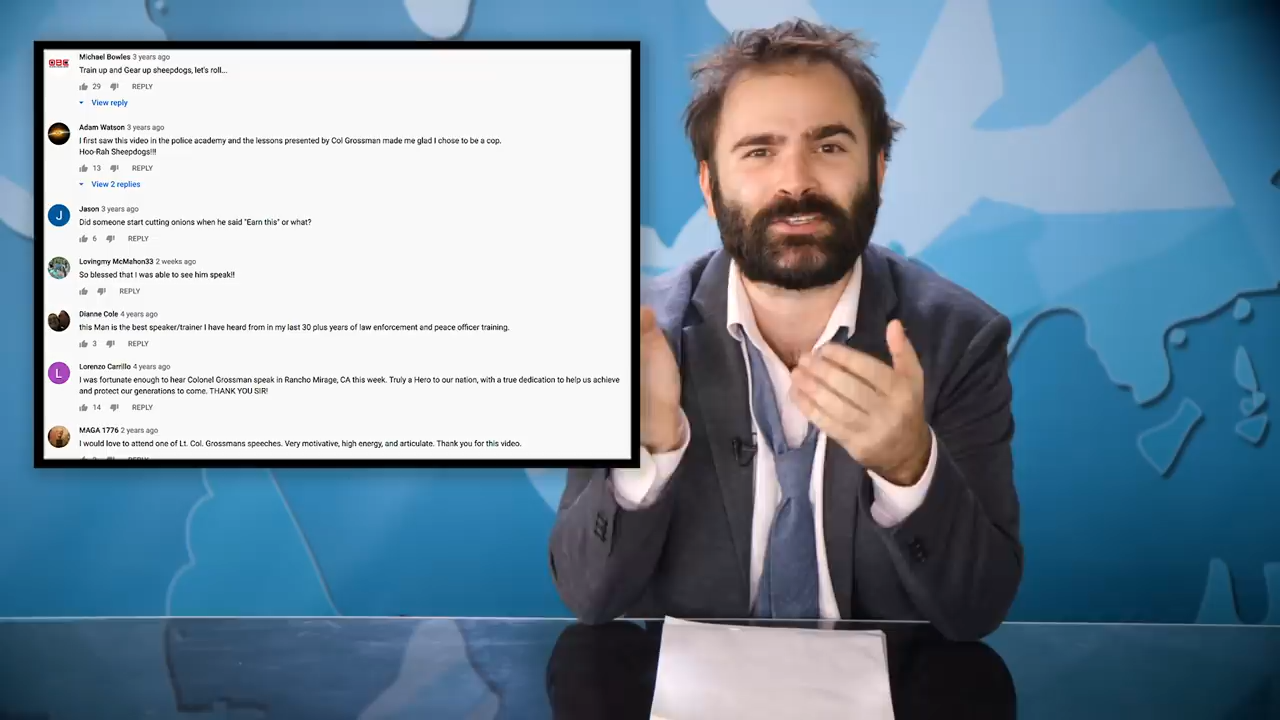 Michael Bowles 3 years ago
Train up and Gear up sheepdogs, let's roll...
29 REPLY
View reply
Adam Watson 3 years ago
I first saw this video in the police academy and the lessons presented by Col Grossman made me glad I chose to be a cop.
Hoo-Rah Sheepdogs!!!
13 REPLY
View 2 replies
J
Jason 3 years ago
Did someone start cutting onions when he said "Earn this" or what?
6 REPLY
Lovingmy McMahon33 2 weeks ago
So blessed that I was able to see him speak!!
REPLY
Dianne Cole 4 years ago
this Man is the best speaker/trainer I have heard from in my last 30 plus years of law enforcement and peace officer training.
3 REPLY
L
Lorenzo Carrillo 4 years ago
I was fortunate enough to hear Colonel Grossman speak in Rancho Mirage, CA this week. Truly a Hero to our nation, with a true dedication to help us achieve
and protect our generations to come. THANK YOU SIR!
14 REPLY
MAGA 1776 2 years ago
I would love to attend one of Lt. Col. Grossmans speeches. Very motivative, high energy, and articulate. Thank you for this video.
REPLY